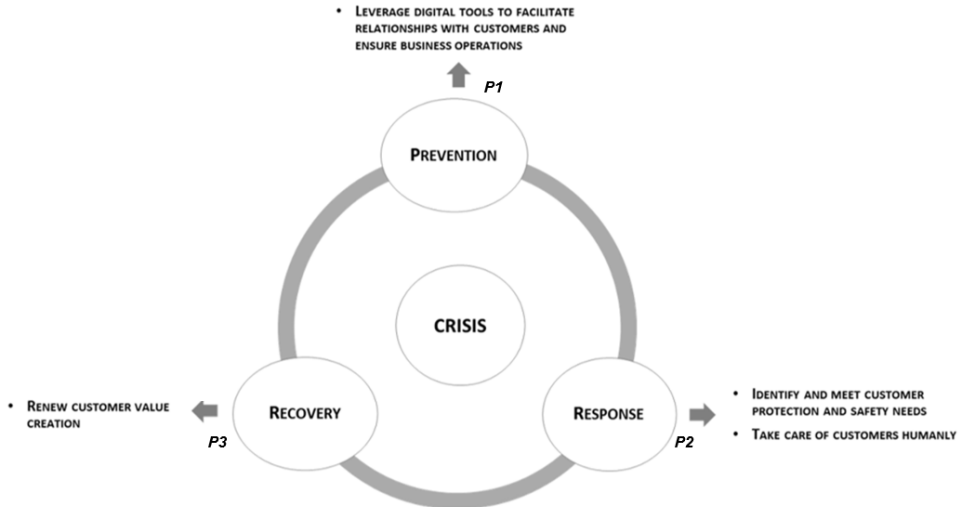 • LEVERAGE DIGITAL TOOLS TO FACILITATE
RELATIONSHIPS WITH CUSTOMERS AND
ENSURE BUSINESS OPERATIONS
P1
PREVENTION
CRISIS
RECOVERY
RESPONSE
• RENEW CUSTOMER VALUE
CREATION
P3
• IDENTIFY AND MEET CUSTOMER
PROTECTION AND SAFETY NEEDS
• TAKE CARE OF CUSTOMERS HUMANLY
P2